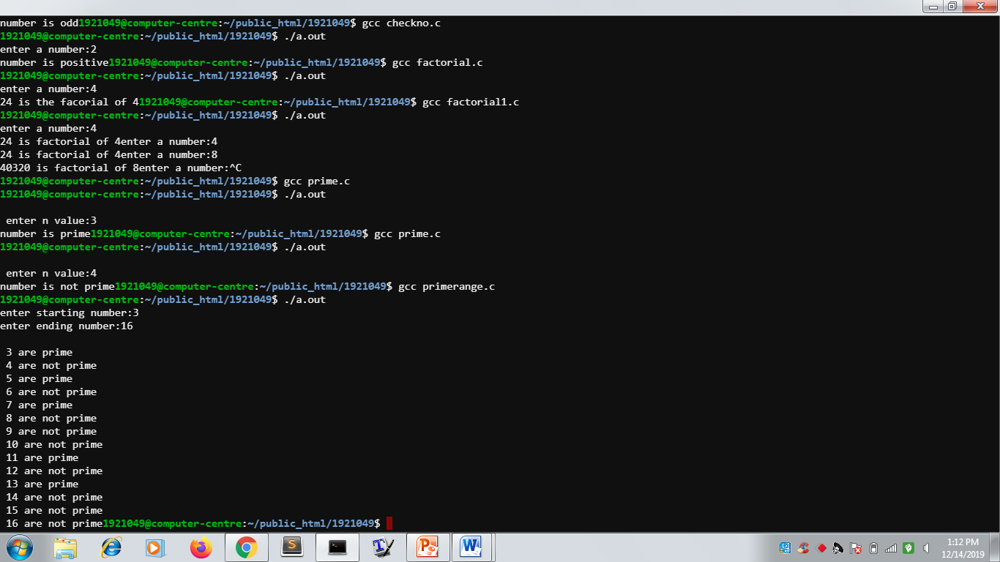 number is odd1921049@computer-centre:~/public_html/1921049$ gcc checkno.c
1921049@computer-centre:~/public_html/1921049$ ./a.out
enter a number:2
number is positive1921049@computer-centre:~/public_html/1921049$ gcc factorial.c
1921049@computer-centre:~/public_html/1921049$ ./a.out
enter a number:4
24 is the facorial of 41921049@computer-centre:~/public_html/1921049$ gcc factorial1.c
1921049@computer-centre:~/public_html/1921049$ ./a.out
enter a number:4
24 is factorial of 4enter a number:4
24 is factorial of 4enter a number:8
40320 is factorial of 8enter a number:^C
1921049@computer-centre:~/public_html/1921049$ gcc prime.c
1921049@computer-centre:~/public_html/1921049$ ./a.out
enter n value:3
number is prime1921049@computer-centre:~/public_html/1921049$ gcc prime.c
1921049@computer-centre:~/public_html/1921049$ ./a.out
enter n value:4
number is not prime1921049@computer-centre:~/public_html/1921049$ gcc primerange.c
1921049@computer-centre:~/public_html/1921049$ ./a.out
enter starting number:3
enter ending number:16
3 are prime
4 are not prime
5 are prime
6 are not prime
7 are prime
8 are not prime
9 are not prime
10 are not prime
11 are prime
12 are not prime
13 are prime
14 are not prime
15 are not prime
16 are not prime1921049@computer-centre:~/public_html/1921049$
1:12 PM
12/14/2019